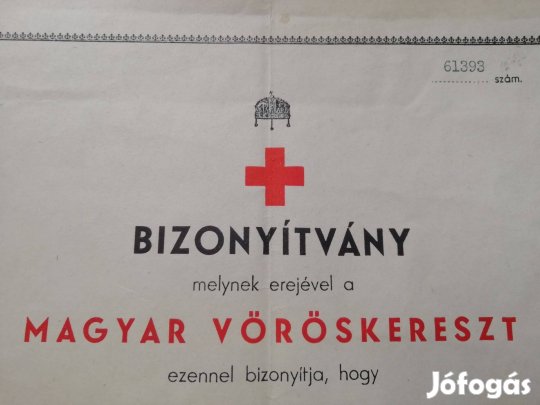 61393 szám.
BIZONYÍTVÁNY
melynek erejével a
MAGYAR VÖRÖSKERESZT
ezennel bizonyítja, hogy
Jófogás